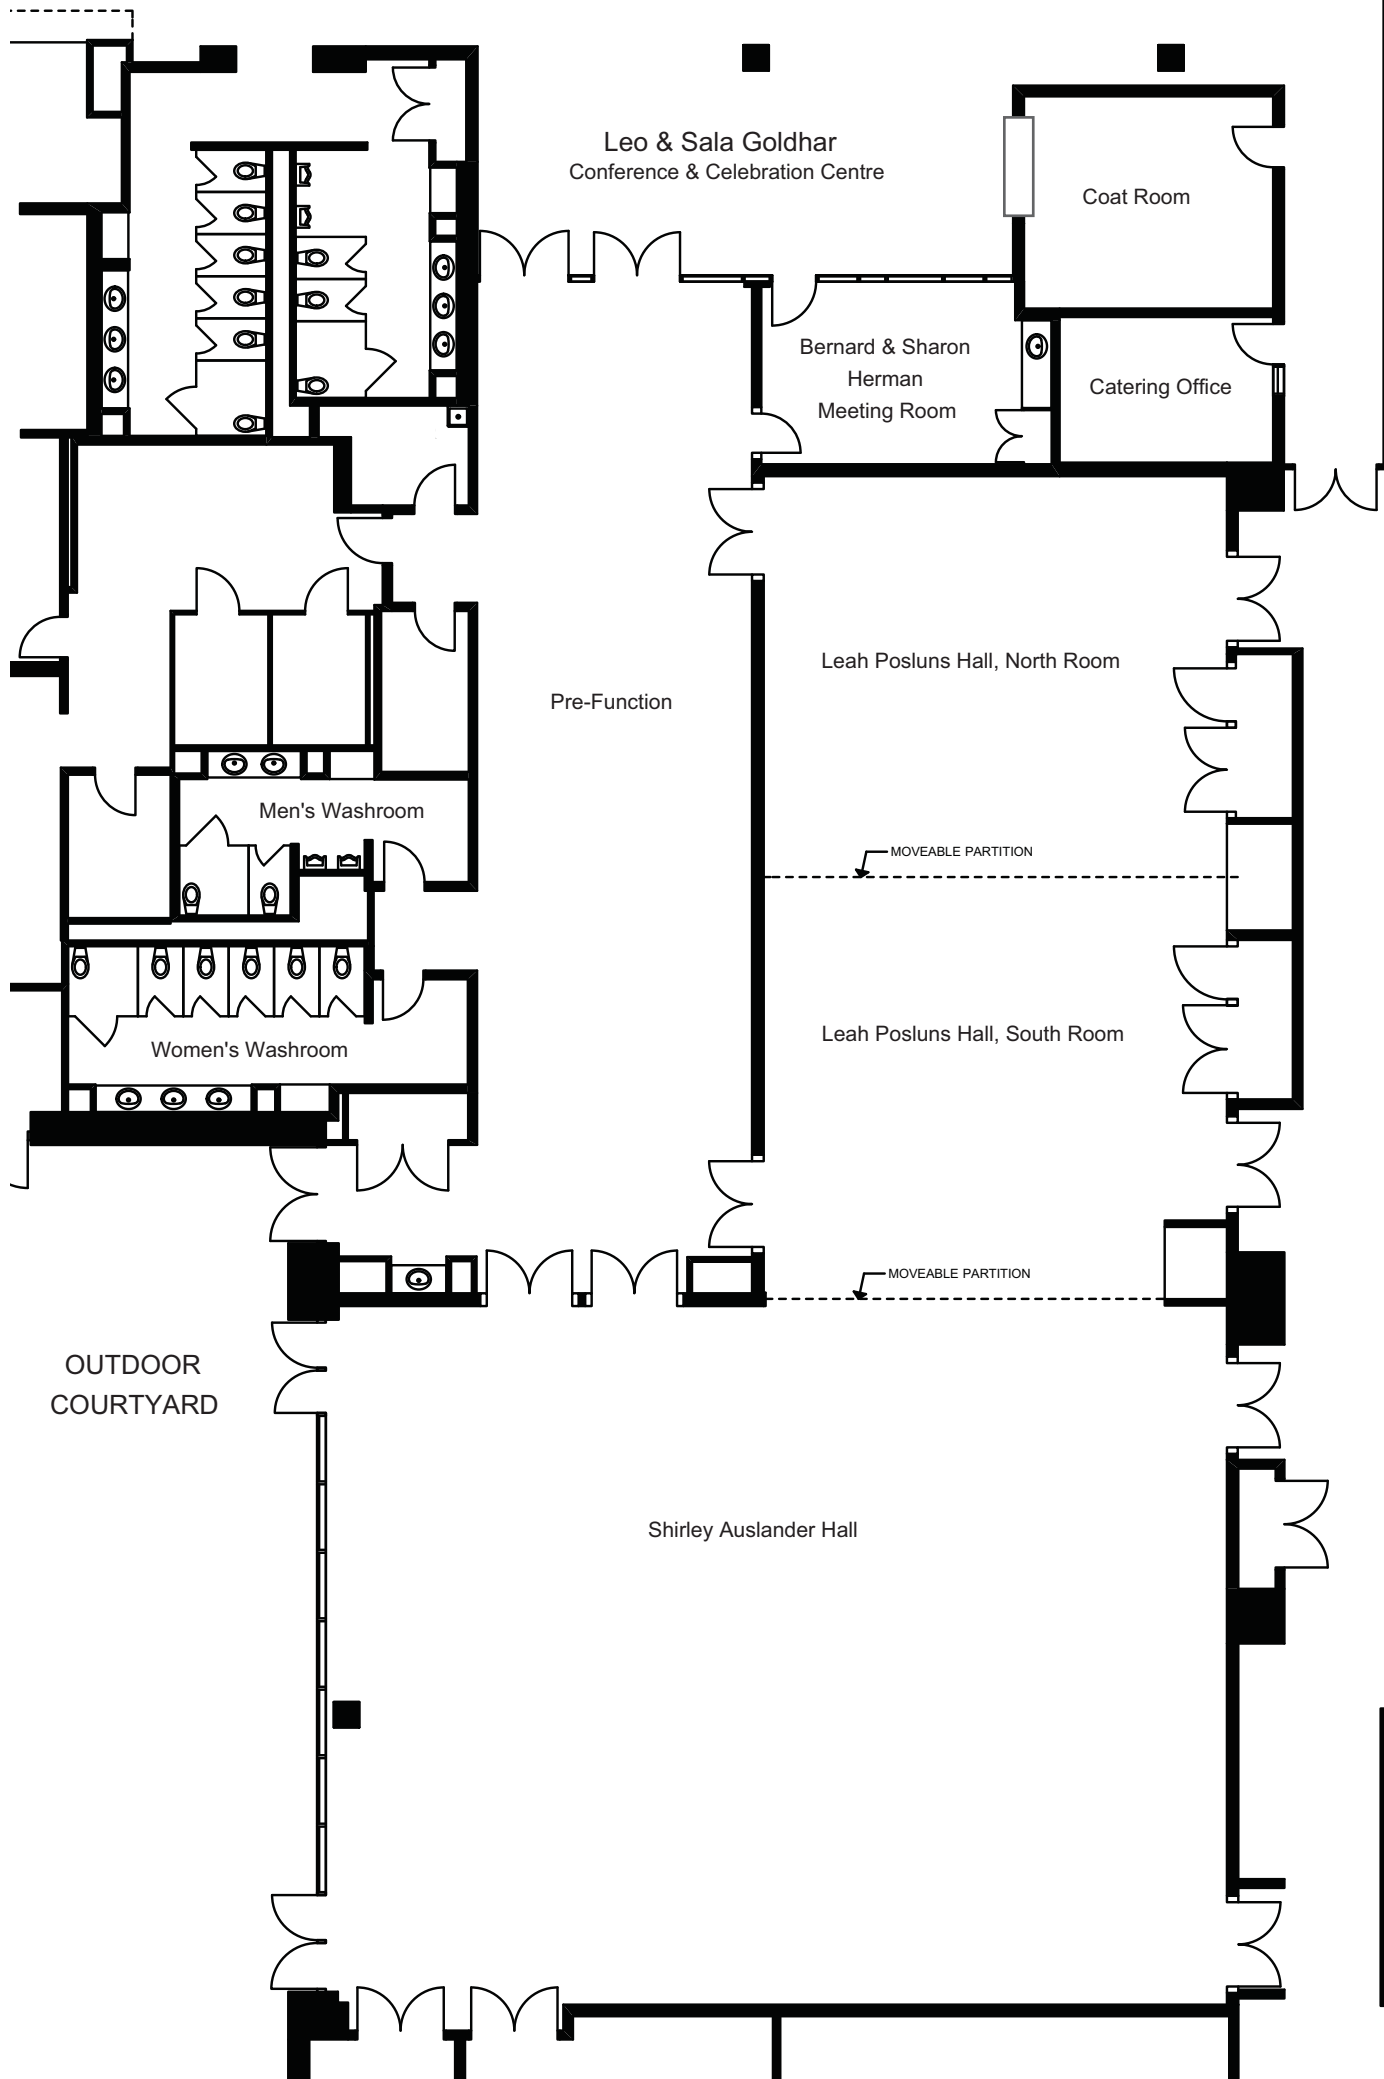 Leo & Sala Goldhar
Conference & Celebration Centre
Coat Room
Bernard & Sharon
Herman
Meeting Room
Catering Office
Leah Posluns Hall, North Room
Pre-Function
Men's Washroom
MOVEABLE PARTITION
Leah Posluns Hall, South Room
Women's Washroom
MOVEABLE PARTITION
OUTDOOR
COURTYARD
Shirley Auslander Hall